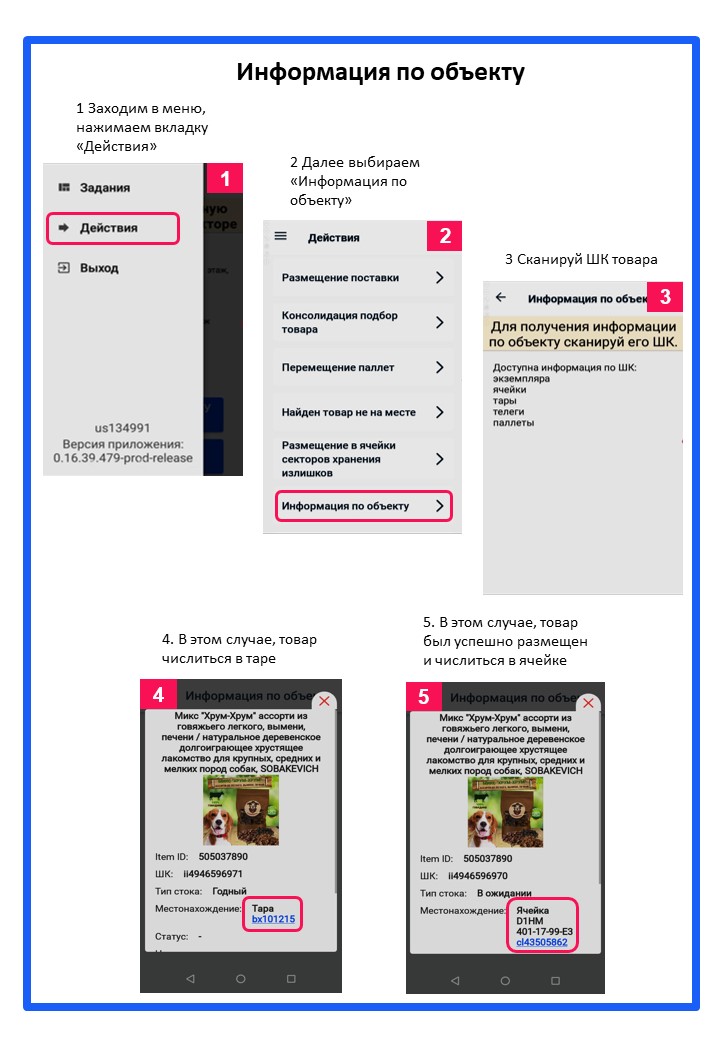 Информация по объекту
1 Заходим в меню,
нажимаем вкладку
«Действия»
1
Задания
Действия
Выход
us134991
Версия приложения:
0.16.39.479-prod-release
2 Далее выбираем
«Информация по
объекту»
2
Действия
Размещение поставки
Консолидация подбор
товара
Перемещение паллет
Найден товар не на месте
Размещение в ячейки
секторов хранения
излишков
Информация по объекту
3 Сканируй ШК товара
3
Информация по объек
Для получения информации
по объекту сканируй его ШК.
Доступна информация по ШК:
экземпляра
ячейки
тары
телеги
паллеты
4. В этом случае, товар
числиться в таре
4
Информация по объе
Микс "Хрум-Хрум" ассорти из
говяжьего легкого, вымени,
печени / натуральное деревенское
долгоиграющее хрустящее
лакомство для крупных, средних и
мелких пород собак, SOBAKEVICH
Item ID: 505037890
ШК: ii4946596971
Тип стока: Годный
Местонахождение: Тара
bx101215
Статус: -
5. В этом случае, товар
был успешно размещен
и числиться в ячейке
5
Информация по объе
Микс "Хрум-Хрум" ассорти из
говяжьего легкого, вымени,
печени / натуральное деревенское
долгоиграющее хрустящее
лакомство для крупных, средних и
мелких пород собак, SOBAKEVICH
Item ID: 505037890
ШК: ii4946596970
Тип стока: В ожидании
Местонахождение: Ячейка
D1HM
401-17-99-E3
cl43505862